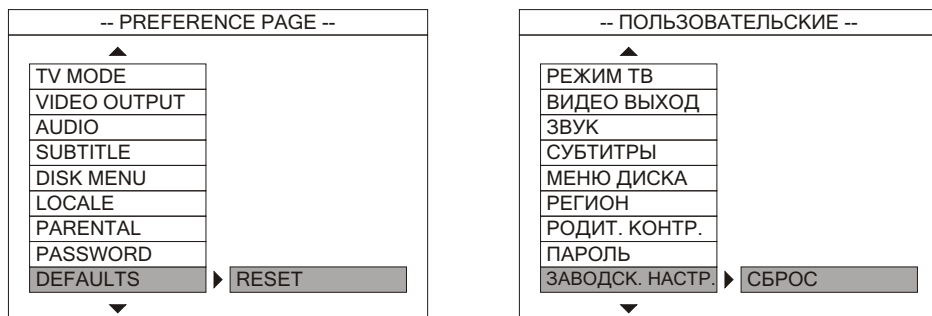 -- PREFERENCE PAGE --
TV MODE
VIDEO OUTPUT
AUDIO
SUBTITLE
DISK MENU
LOCALE
PARENTAL
PASSWORD
DEFAULTS
RESET
-- ПОЛЬЗОВАТЕЛЬСКИЕ --
РЕЖИМ ТВ
ВИДЕО ВЫХОД
ЗВУК
СУБТИТРЫ
МЕНЮ ДИСКА
РЕГИОН
РОДИТ. КОНТР.
ПАРОЛЬ
ЗАВОДСК. НАСТР.
СБРОС